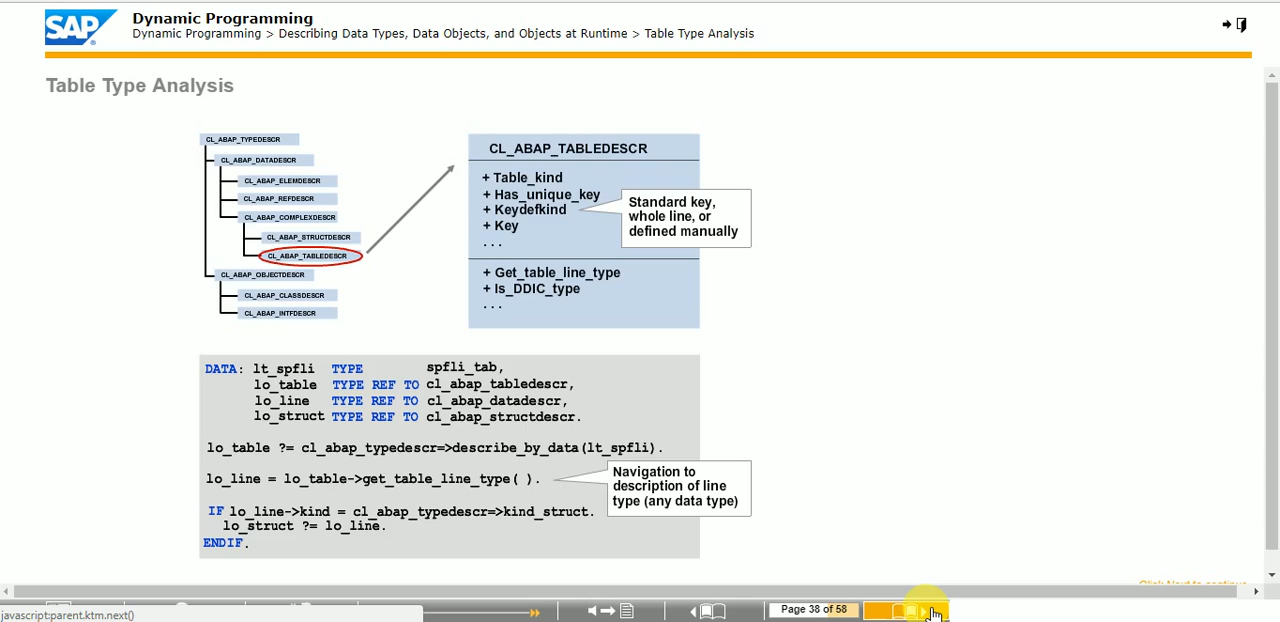 SAP
Dynamic Programming
Dynamic Programming > Describing Data Types, Data Objects, and Objects at Runtime > Table Type Analysis
Table Type Analysis
CL_ABAP_TYPEDESCR
CL_ABAP_DATADESCR
CL_ABAP_ELEMDESCR
CL_ABAP_REFDESCR
CL_ABAP_COMPLEXDESCR
CL_ABAP_STRUCTDESCR
CL_ABAP_TABLEDESCR
CL_ABAP_OBJECTDESCR
CL_ABAP_CLASSDESCR
CL_ABAP_INTFDESCR
CL_ABAP_TABLEDESCR
+ Table_kind
+ Has_unique_key
+ Keydefkind
+ Key
. . .
Standard key,
whole line, or
defined manually
+ Get_table_line_type
+ Is_DDIC_type
. . .
DATA: lt_spfli TYPE spfli_tab,
lo_table TYPE REF TO cl_abap_tabledescr,
lo_line TYPE REF TO cl_abap_datadescr,
lo_struct TYPE REF TO cl_abap_structdescr.
lo_table ?= cl_abap_typedescr=>describe_by_data(lt_spfli).
lo_line = lo_table->get_table_line_type( ).
Navigation to
description of line
type (any data type)
IF lo_line->kind = cl_abap_typedescr=>kind_struct.
lo_struct ?= lo_line.
ENDIF.
Click Next to continue
Page 38 of 58
javascript:parent.ktm.next()